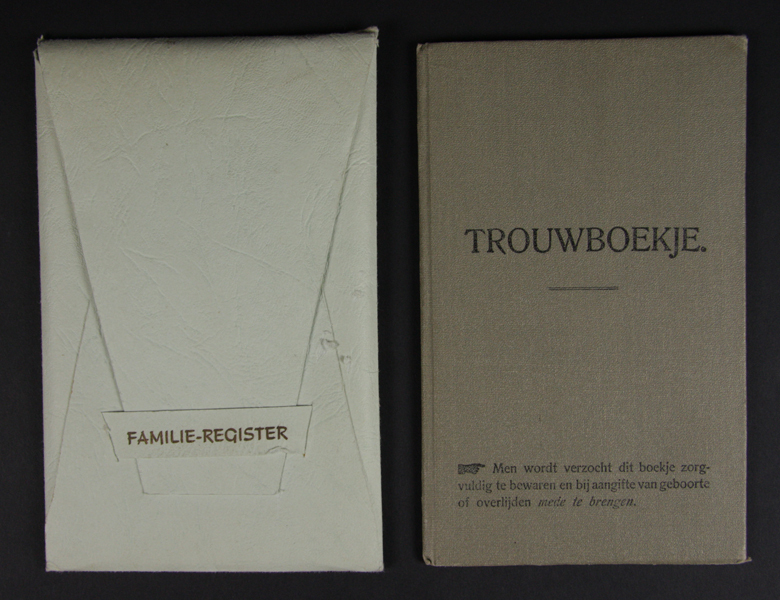 FAMILIE-REGISTER
TROUWBOEKJE.
☛ Men wordt verzocht dit boekje zorg-
vuldig te bewaren en bij aangifte van geboorte
of overlijden mede te brengen.